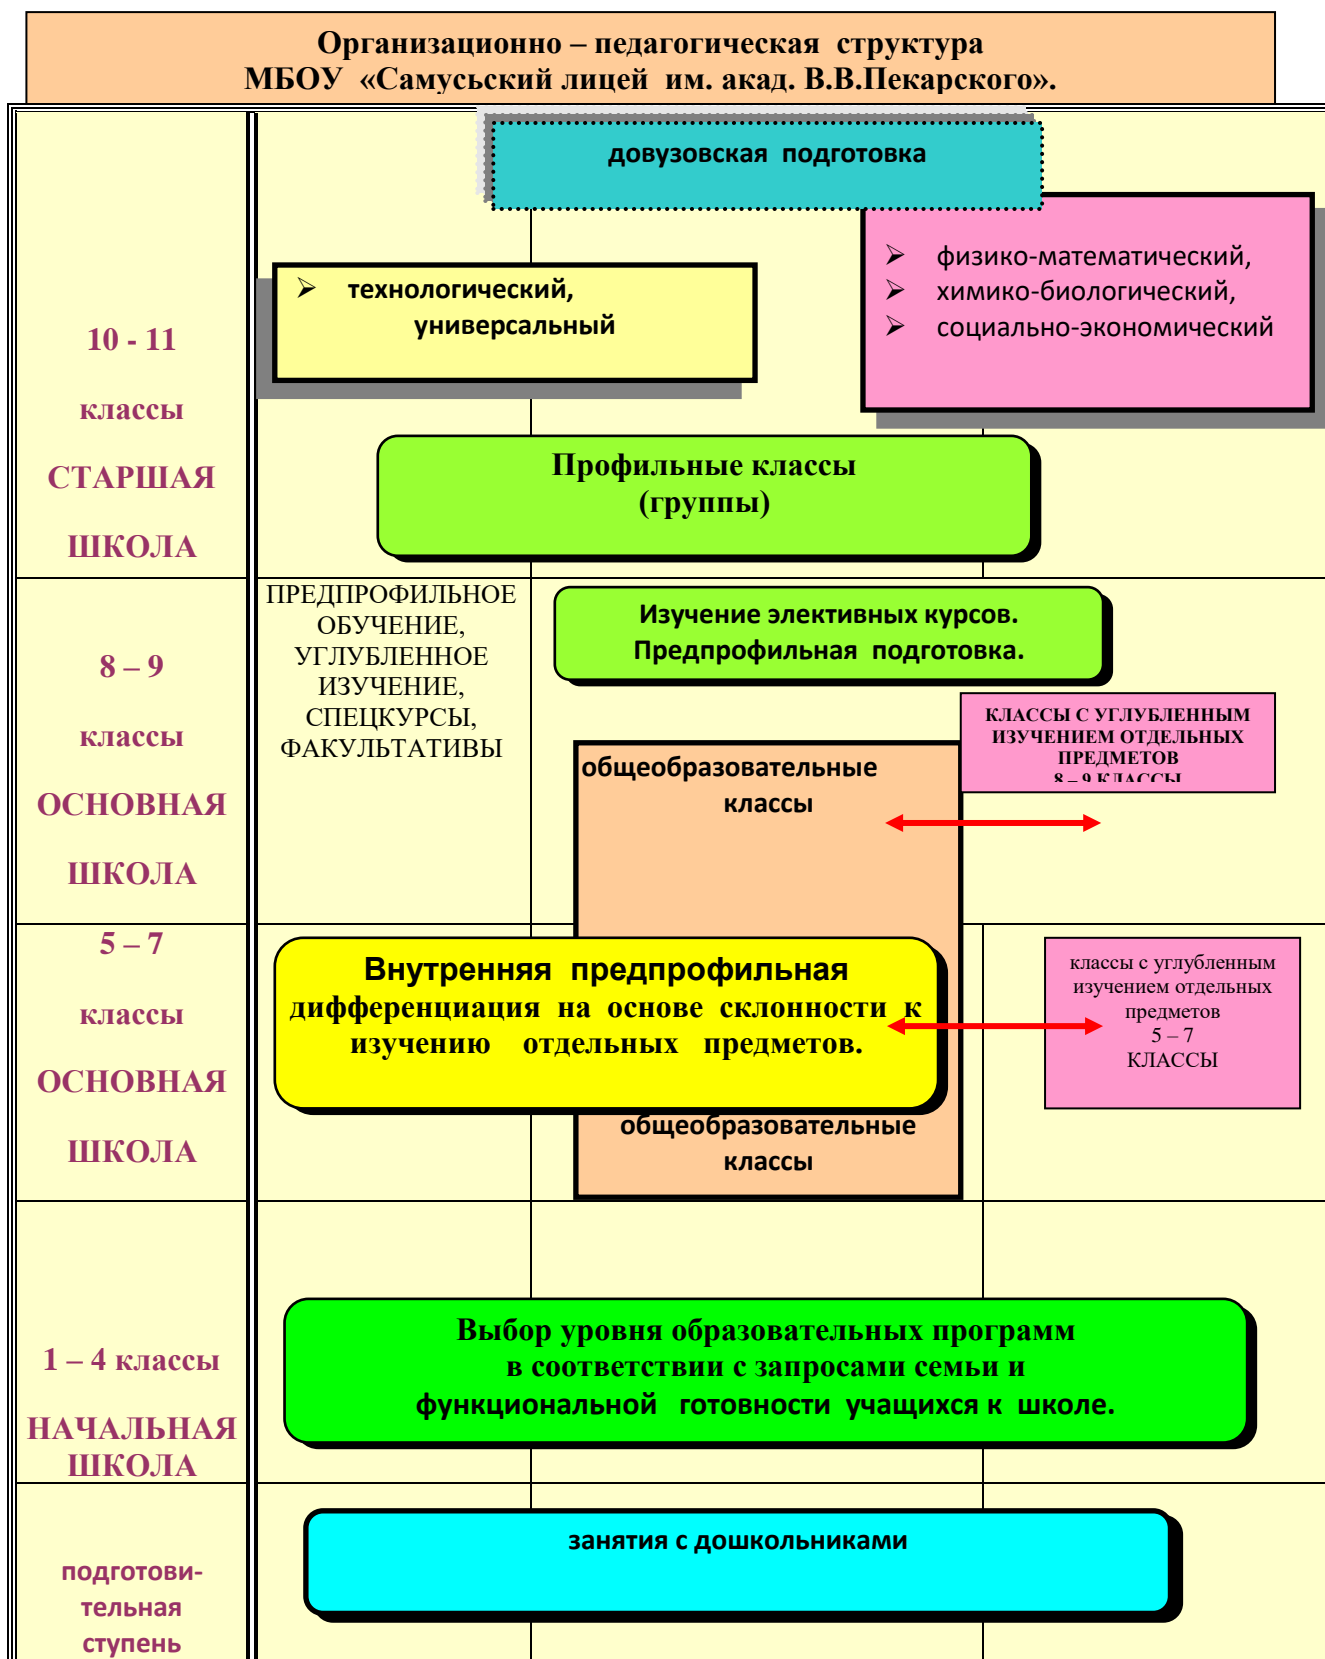 Организационно – педагогическая структура
МБОУ «Самусьский лицей им. акад. В.В.Пекарского».
довузовская подготовка
физико-математический,
химико-биологический,
социально-экономический
технологический,
универсальный
10 - 11
классы
СТАРШАЯ
ШКОЛА
Профильные классы
(группы)
8 – 9
классы
ОСНОВНАЯ
ШКОЛА
ПРЕДПРОФИЛЬНОЕ
ОБУЧЕНИЕ,
УГЛУБЛЕННОЕ
ИЗУЧЕНИЕ,
СПЕЦКУРСЫ,
ФАКУЛЬТАТИВЫ
Изучение элективных курсов.
Предпрофильная подготовка.
КЛАССЫ С УГЛУБЛЕННЫМ
ИЗУЧЕНИЕМ ОТДЕЛЬНЫХ
ПРЕДМЕТОВ
8 – 9 КЛАССЫ
общеобразовательные
классы
5 – 7
классы
ОСНОВНАЯ
ШКОЛА
Внутренняя предпрофильная
дифференциация на основе склонности к
изучению отдельных предметов.
классы с углубленным
изучением отдельных
предметов
5 – 7
КЛАССЫ
общеобразовательные
классы
1 – 4 классы
НАЧАЛЬНАЯ
ШКОЛА
Выбор уровня образовательных программ
в соответствии с запросами семьи и
функциональной готовности учащихся к школе.
подготови-
тельная
ступень
занятия с дошкольниками